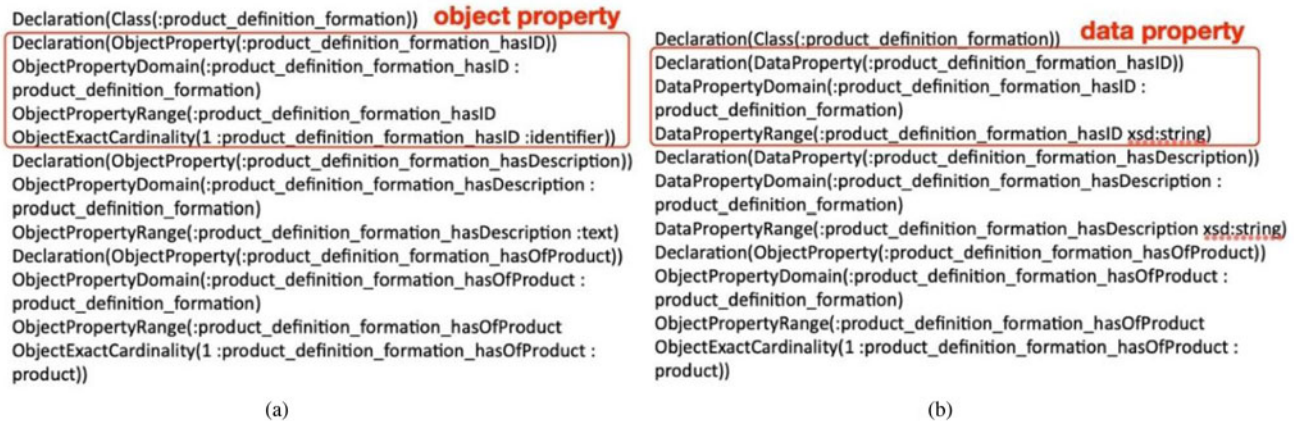 Declaration(Class(:product_definition_formation)) object property
Declaration(ObjectProperty(:product_definition_formation_hasID))
ObjectPropertyDomain(:product_definition_formation_hasID :
product_definition_formation)
ObjectPropertyRange(:product_definition_formation_hasID
ObjectExactCardinality(1 :product_definition_formation_hasID :identifier))
Declaration(ObjectProperty(:product_definition_formation_hasDescription))
ObjectPropertyDomain(:product_definition_formation_hasDescription :
product_definition_formation)
ObjectPropertyRange(:product_definition_formation_hasDescription :text)
Declaration(ObjectProperty(:product_definition_formation_hasOfProduct))
ObjectPropertyDomain(:product_definition_formation_hasOfProduct :
product_definition_formation)
ObjectPropertyRange(:product_definition_formation_hasOfProduct
ObjectExactCardinality(1 :product_definition_formation_hasOfProduct :
product))
(a)
Declaration(Class(:product_definition_formation)) data property
Declaration(DataProperty(:product_definition_formation_hasID))
DataPropertyDomain(:product_definition_formation_hasID :
product_definition_formation)
DataPropertyRange(:product_definition_formation_hasID xsd:string)
Declaration(DataProperty(:product_definition_formation_hasDescription))
DataPropertyDomain(:product_definition_formation_hasDescription :
product_definition_formation)
DataPropertyRange(:product_definition_formation_hasDescription xsd:string)
Declaration(ObjectProperty(:product_definition_formation_hasOfProduct))
ObjectPropertyDomain(:product_definition_formation_hasOfProduct :
product_definition_formation)
ObjectPropertyRange(:product_definition_formation_hasOfProduct
ObjectExactCardinality(1 :product_definition_formation_hasOfProduct :
product))
(b)